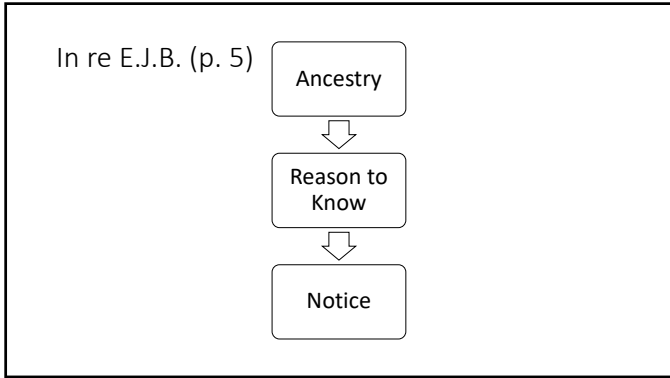 In re E.J.B. (p. 5)
Ancestry
Reason to
Know
Notice